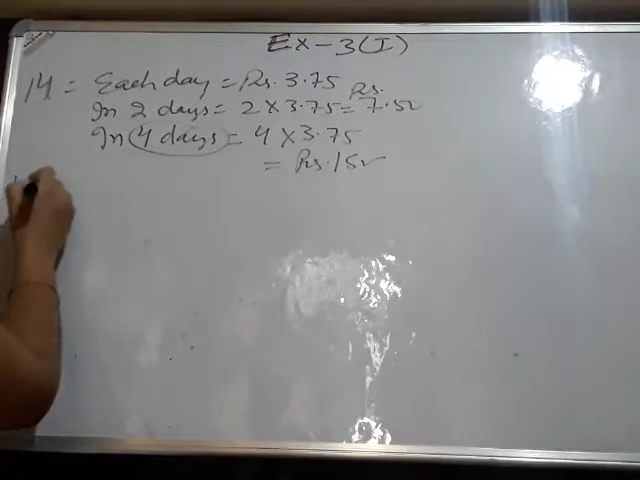 Ex-3(I)
14 = Each day = Rs. 3.75
In 2 days = 2 × 3.75 = Rs. 7.50
In 4 days = 4 × 3.75
= Rs. 15